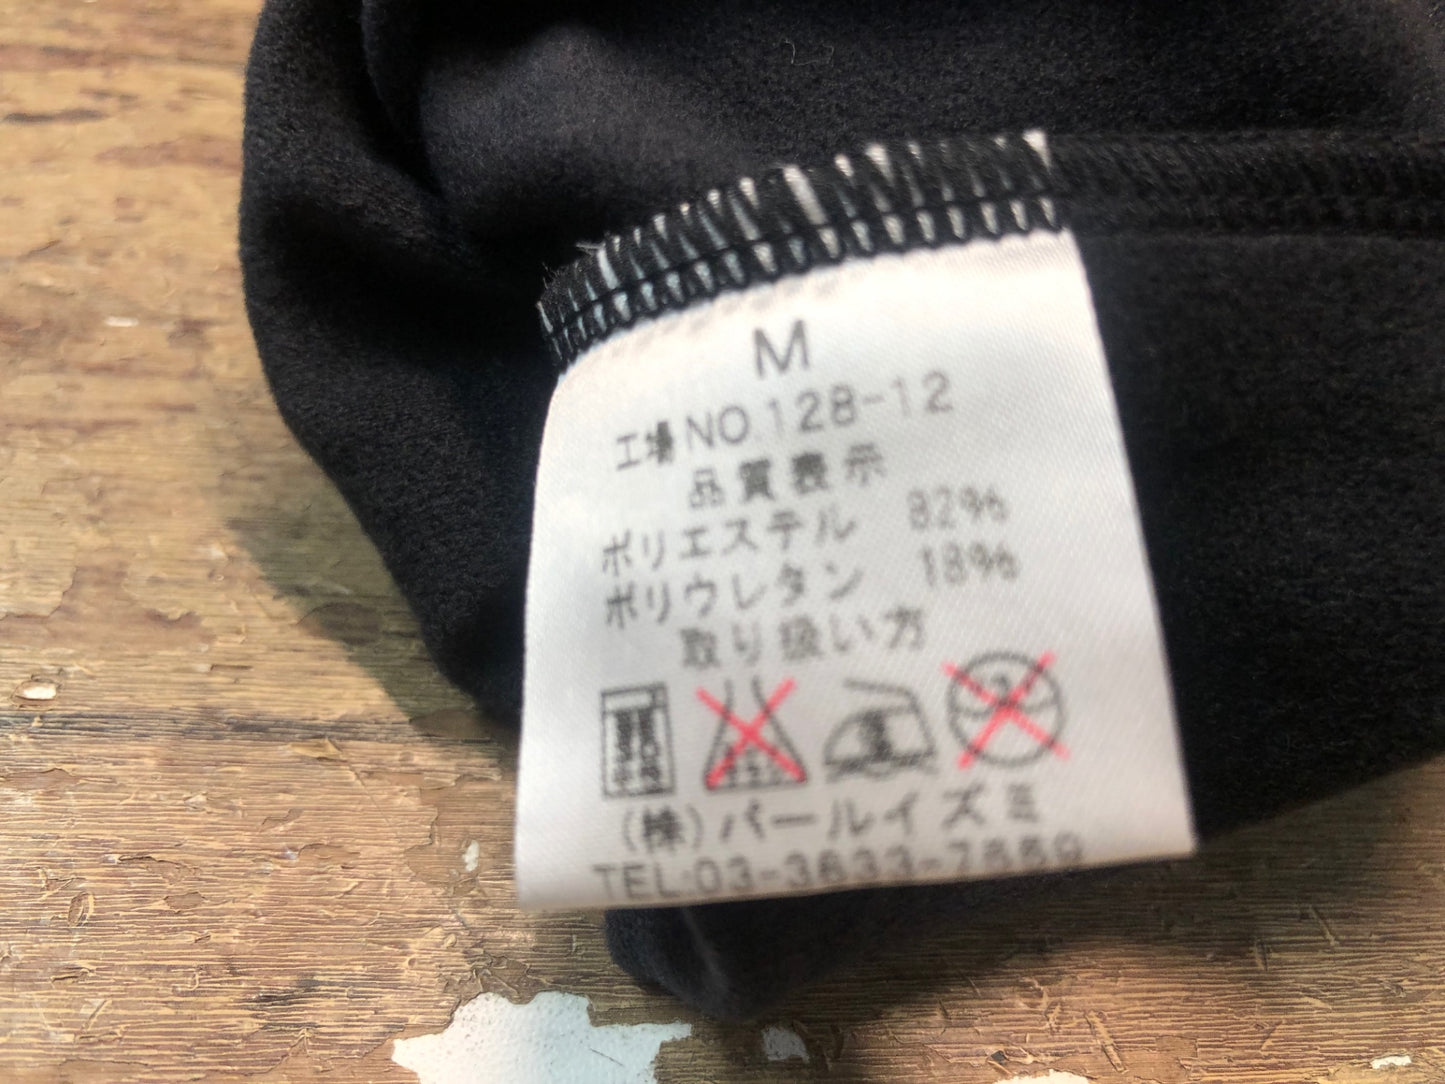 M
工場NO.128-12
品質表示
ポリエステル 82%
ポリウレタン 18%
取り扱い方
(株)パールイズミ
TEL:03-3633-7559